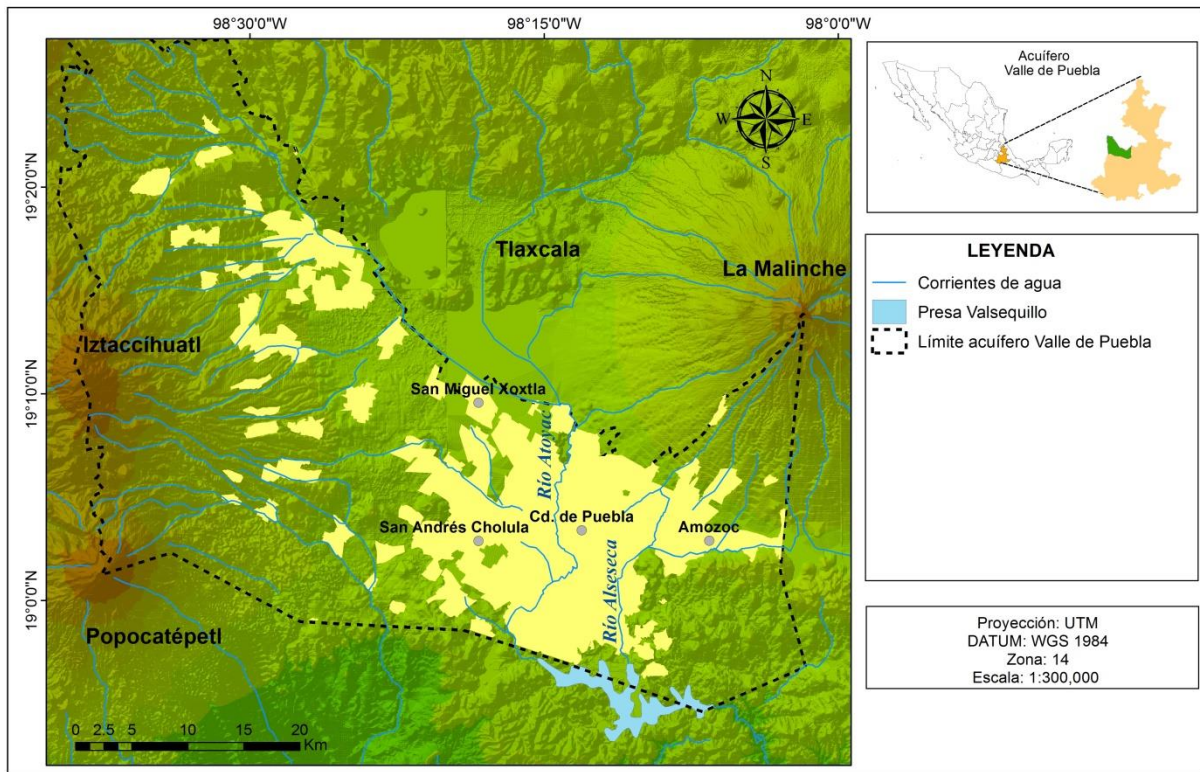 98°30'0"W
98°15'0"W
98°0'0"W
19°20'0"N
19°10'0"N
19°0'0"N
N
W
E
S
Tlaxcala
La Malinche
Iztaccíhuatl
San Miguel Xoxtla
Río Atoyac
San Andrés Cholula
Cd. de Puebla
Amozoc
Río Alseseca
Popocatépetl
0 2.5 5 10 15 20
Km
Acuífero
Valle de Puebla
LEYENDA
Corrientes de agua
Presa Valsequillo
Límite acuífero Valle de Puebla
Proyección: UTM
DATUM: WGS 1984
Zona: 14
Escala: 1:300,000